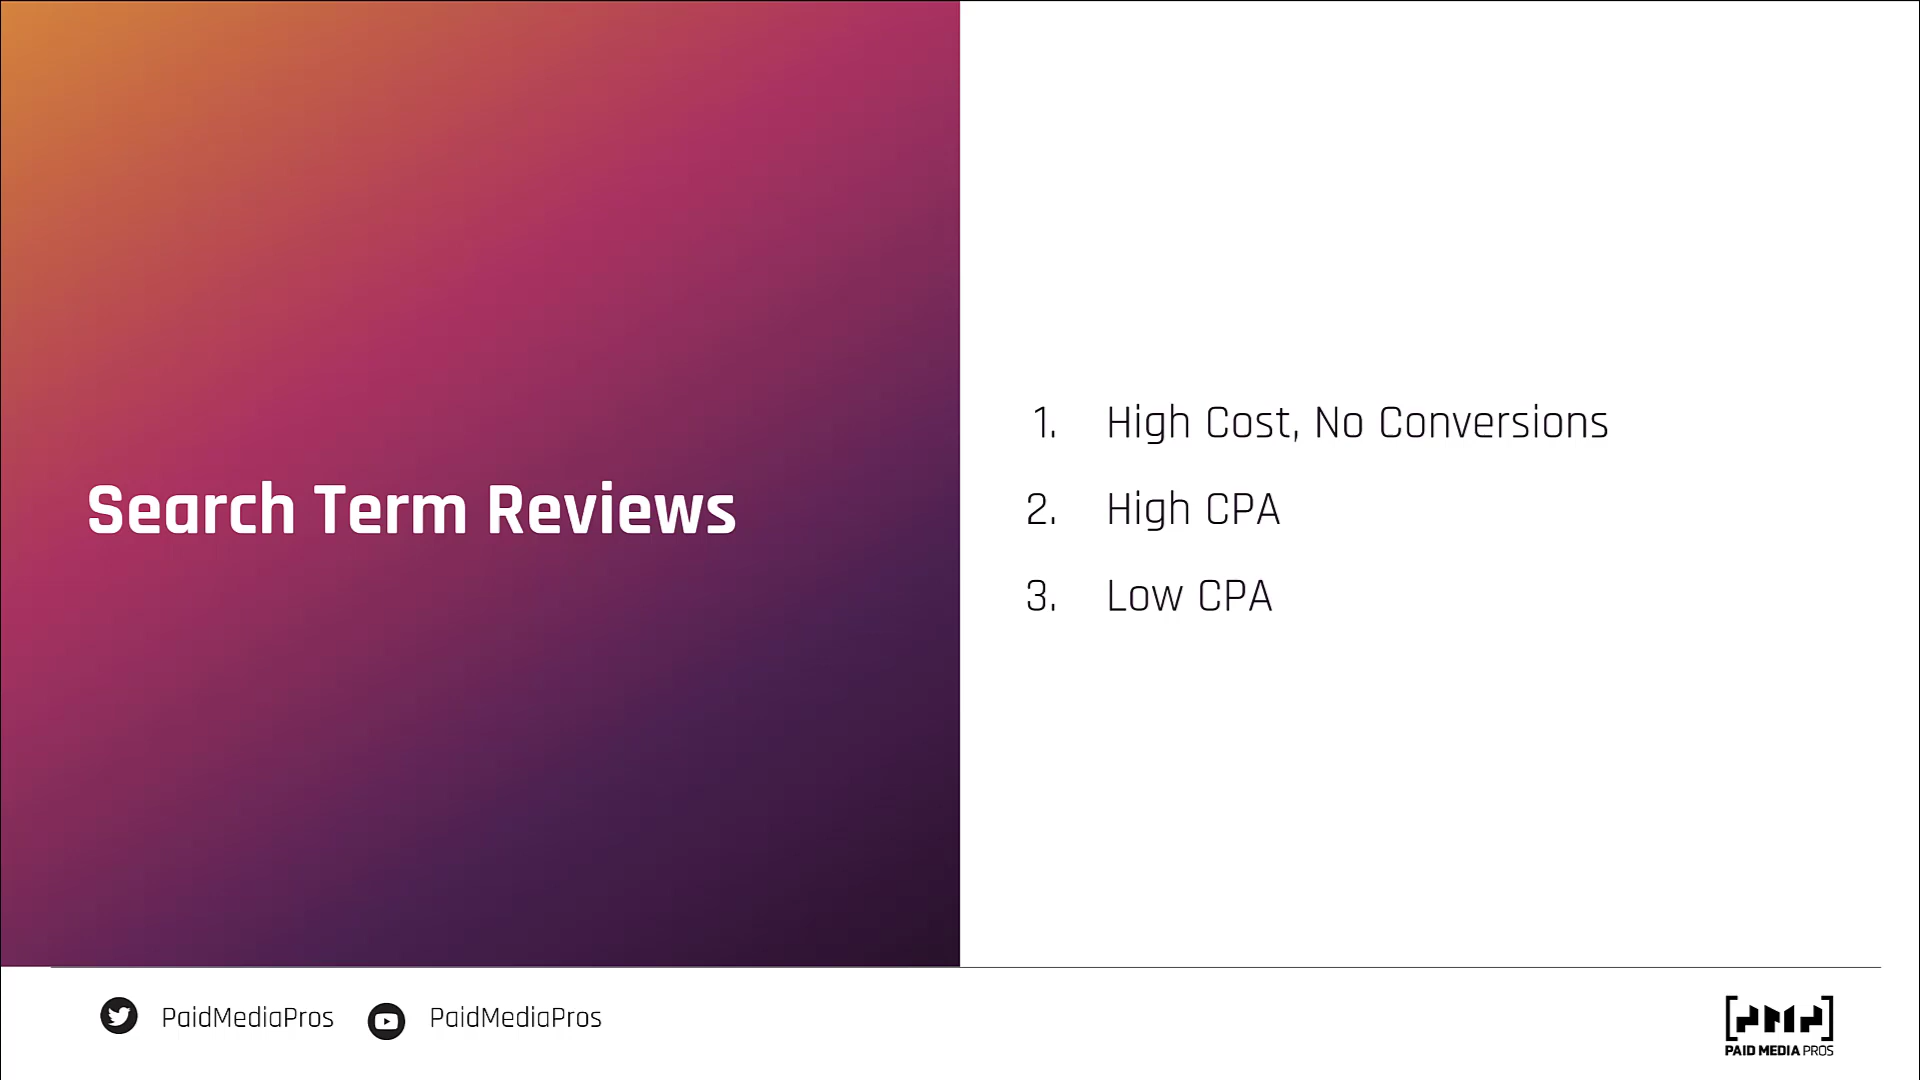 Search Term Reviews
1. High Cost, No Conversions
2. High CPA
3. Low CPA
PaidMediaPros
PaidMediaPros
PMP
PAID MEDIA PROS